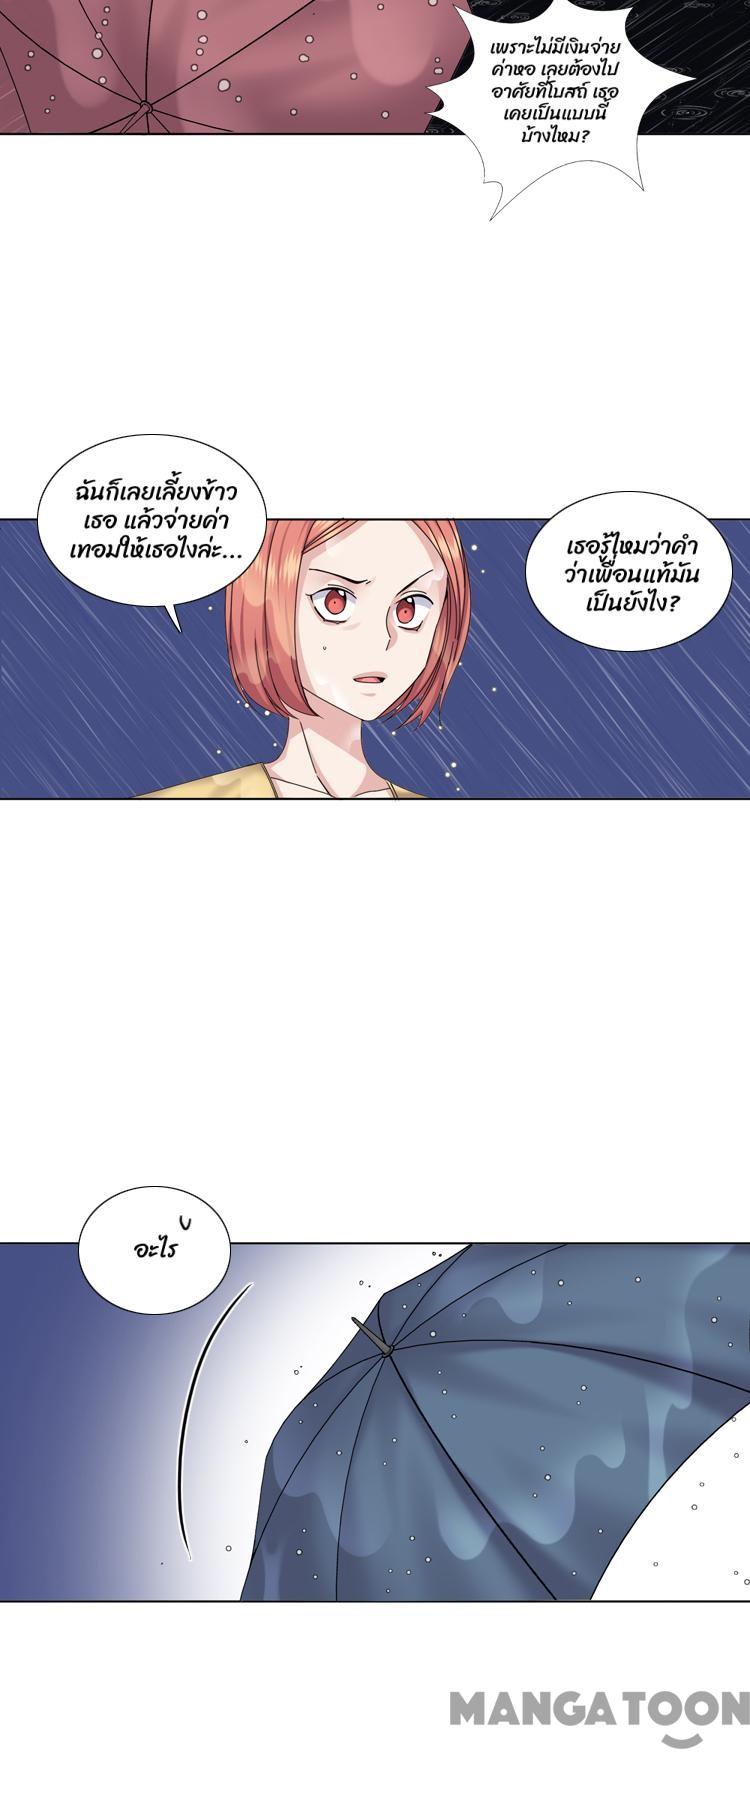 เพราะไม่มีเงินจ่าย
ค่าหอ เลยต้องไป
อาศัยที่โบสถ์ เธอ
เคยเป็นแบบนี้
บ้างไหม?
ฉันก็เลยเลี้ยงข้าว
เธอ แล้วจ่ายค่า
เทอมให้เธอไงล่ะ...
เธอรู้ไหมว่าคำ
ว่าเพื่อนแท้มัน
เป็นยังไง?
อะไร
MANGATOON